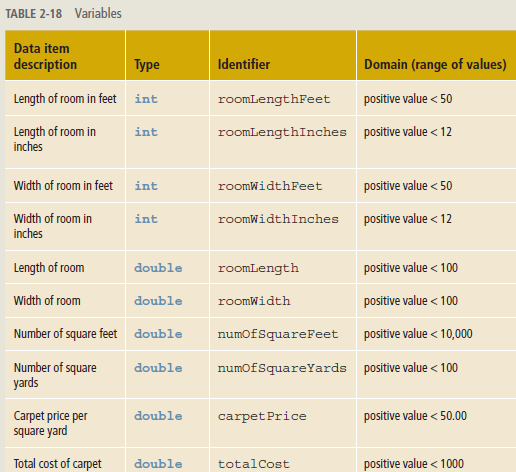 TABLE 2-18 Variables
Data item
description Type Identifier Domain (range of values)
Length of room in feet int roomLengthFeet positive value < 50
Length of room in int roomLengthInches positive value < 12
inches
Width of room in feet int roomWidthFeet positive value < 50
Width of room in int roomWidthInches positive value < 12
inches
Length of room double roomLength positive value < 100
Width of room double roomWidth positive value < 100
Number of square feet double numOfSquareFeet positive value < 10,000
Number of square double numOfSquareYards positive value < 100
yards
Carpet price per double carpetPrice positive value < 50.00
square yard
Total cost of carpet double totalCost positive value < 1000